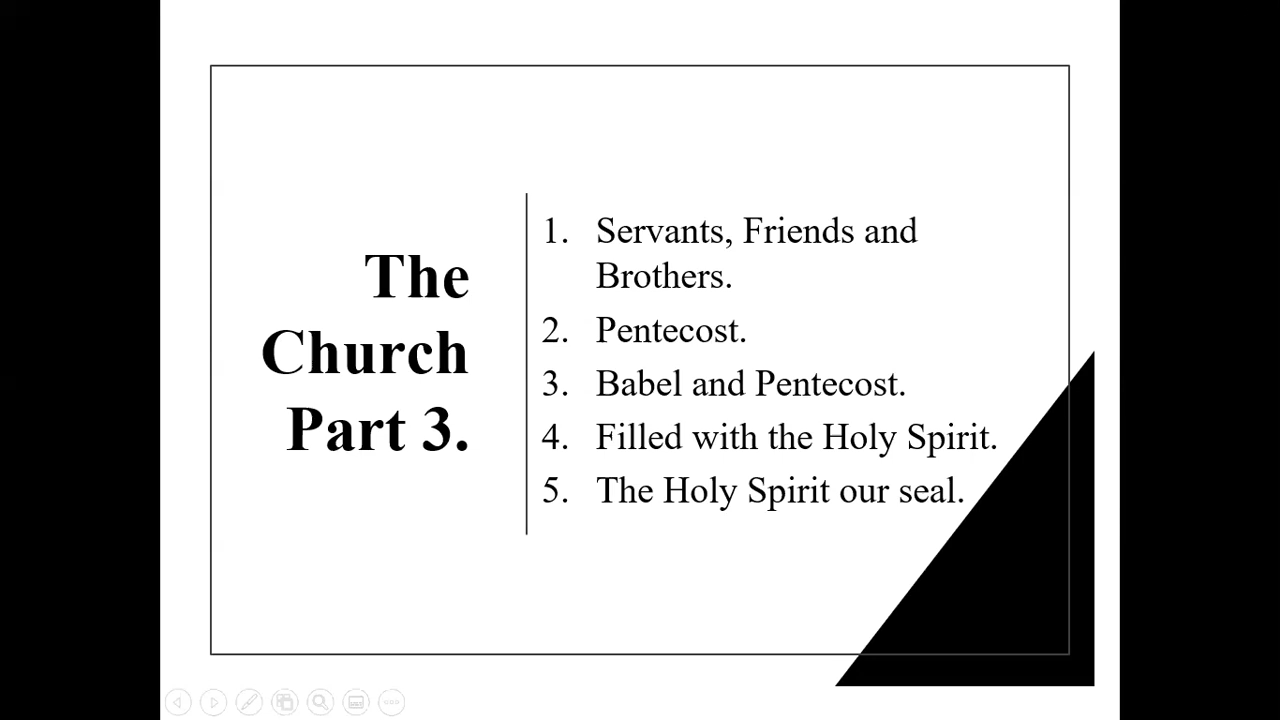 The
Church
Part 3.
1. Servants, Friends and
Brothers.
2. Pentecost.
3. Babel and Pentecost.
4. Filled with the Holy Spirit.
5. The Holy Spirit our seal.